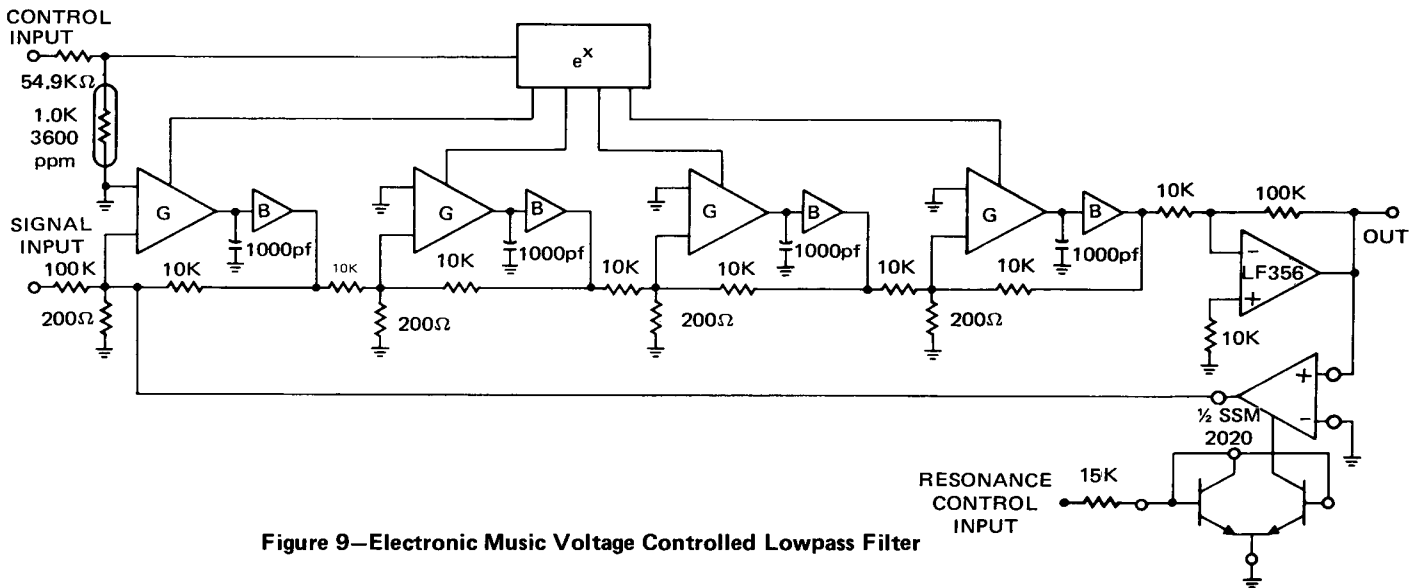 CONTROL
INPUT
54.9KΩ
1.0K
3600
ppm
e^x
G
B
1000pf
G
B
1000pf
G
B
1000pf
G
B
1000pf
10K
100K
OUT
SIGNAL
INPUT
100K
10K
10K
10K
10K
10K
10K
10K
200Ω
200Ω
200Ω
200Ω
−
LF356
+
10K
+
−
½ SSM
2020
RESONANCE
CONTROL
INPUT
15K
Figure 9—Electronic Music Voltage Controlled Lowpass Filter